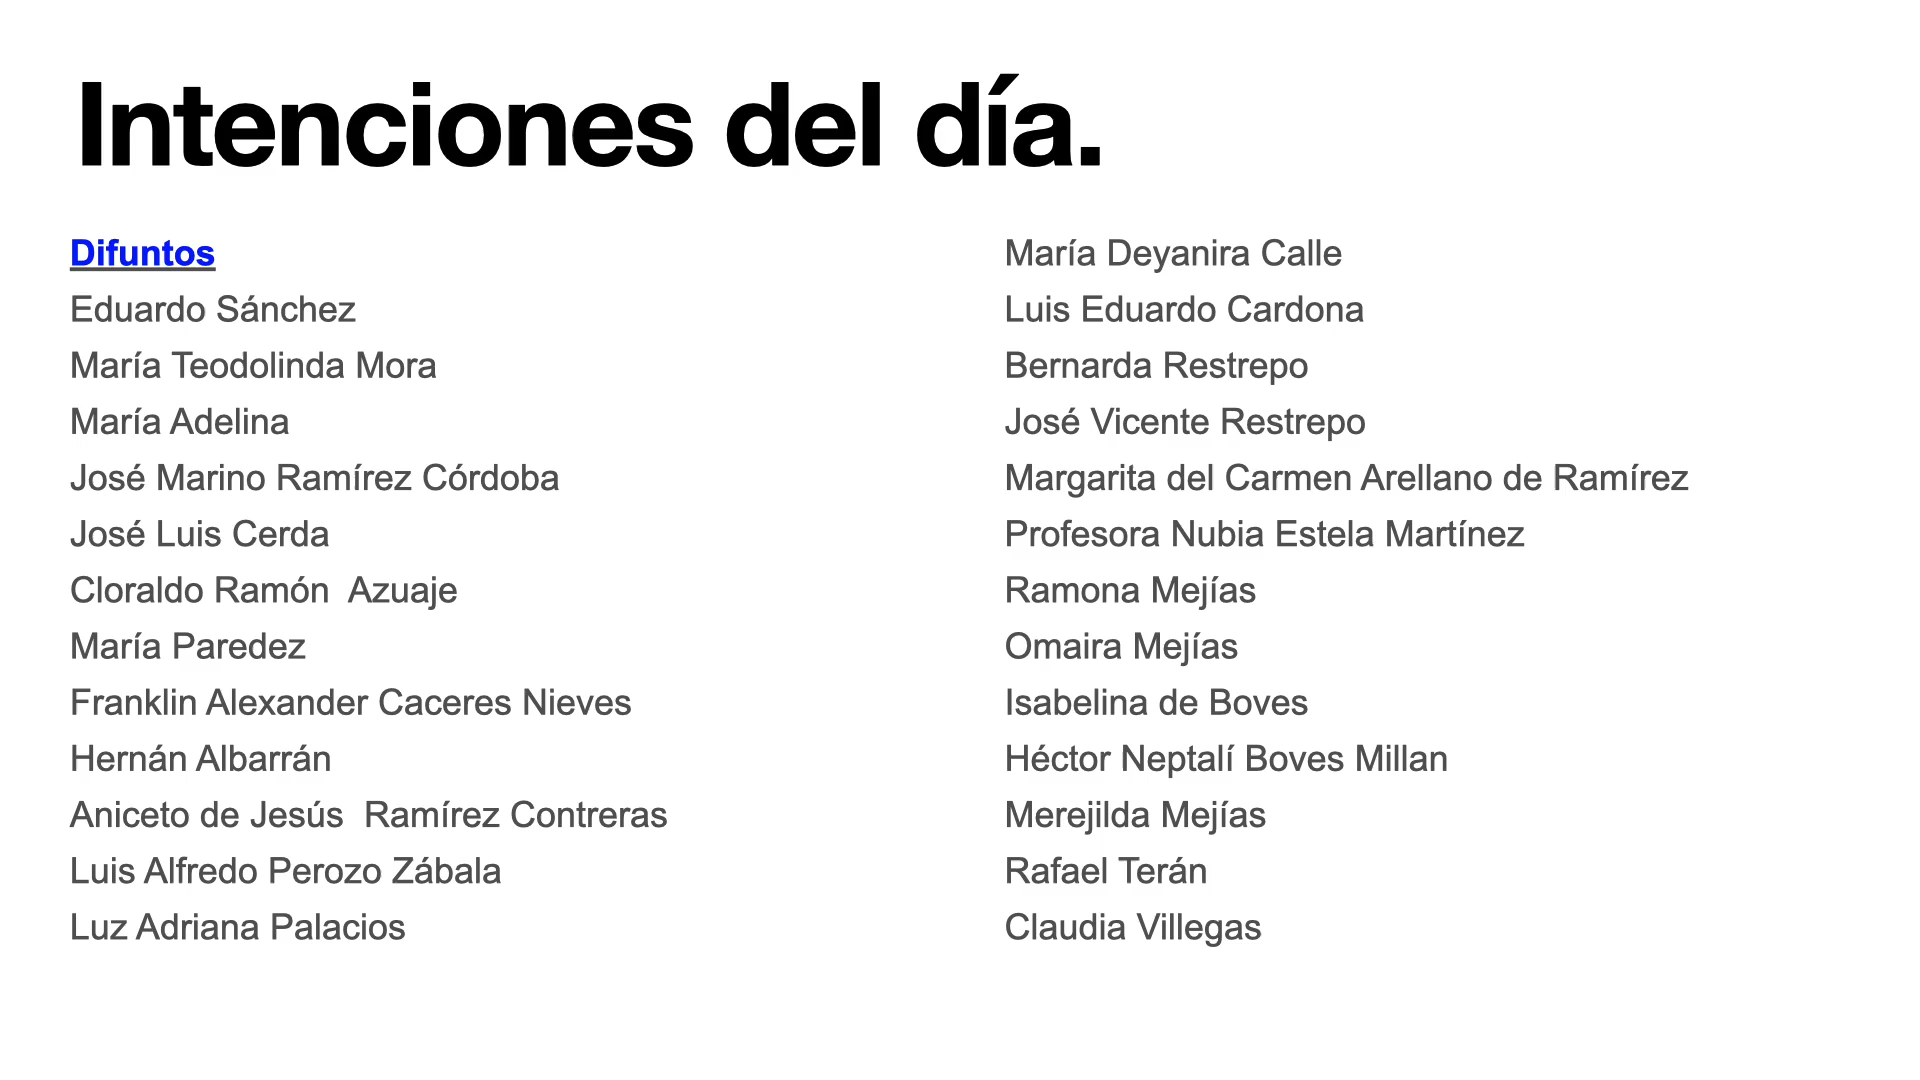 Intenciones del día.
Difuntos
Eduardo Sánchez
María Teodolinda Mora
María Adelina
José Marino Ramírez Córdoba
José Luis Cerda
Cloraldo Ramón  Azuaje
María Paredez
Franklin Alexander Caceres Nieves
Hernán Albarrán
Aniceto de Jesús  Ramírez Contreras
Luis Alfredo Perozo Zábala
Luz Adriana Palacios
María Deyanira Calle
Luis Eduardo Cardona
Bernarda Restrepo
José Vicente Restrepo
Margarita del Carmen Arellano de Ramírez
Profesora Nubia Estela Martínez
Ramona Mejías
Omaira Mejías
Isabelina de Boves
Héctor Neptalí Boves Millan
Merejilda Mejías
Rafael Terán
Claudia Villegas